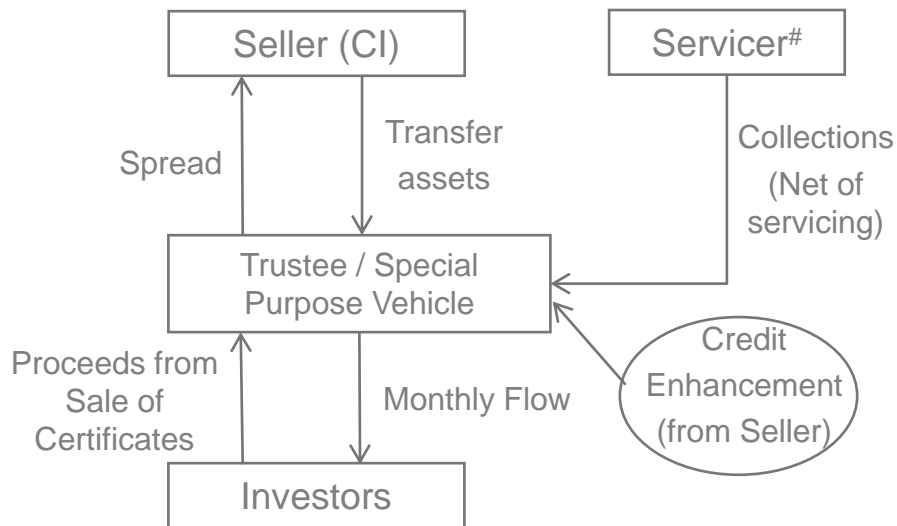 Seller (CI)
Servicer#
Spread
Transfer
assets
Collections
(Net of
servicing)
Trustee / Special
Purpose Vehicle
Proceeds from
Sale of
Certificates
Monthly Flow
Credit
Enhancement
(from Seller)
Investors